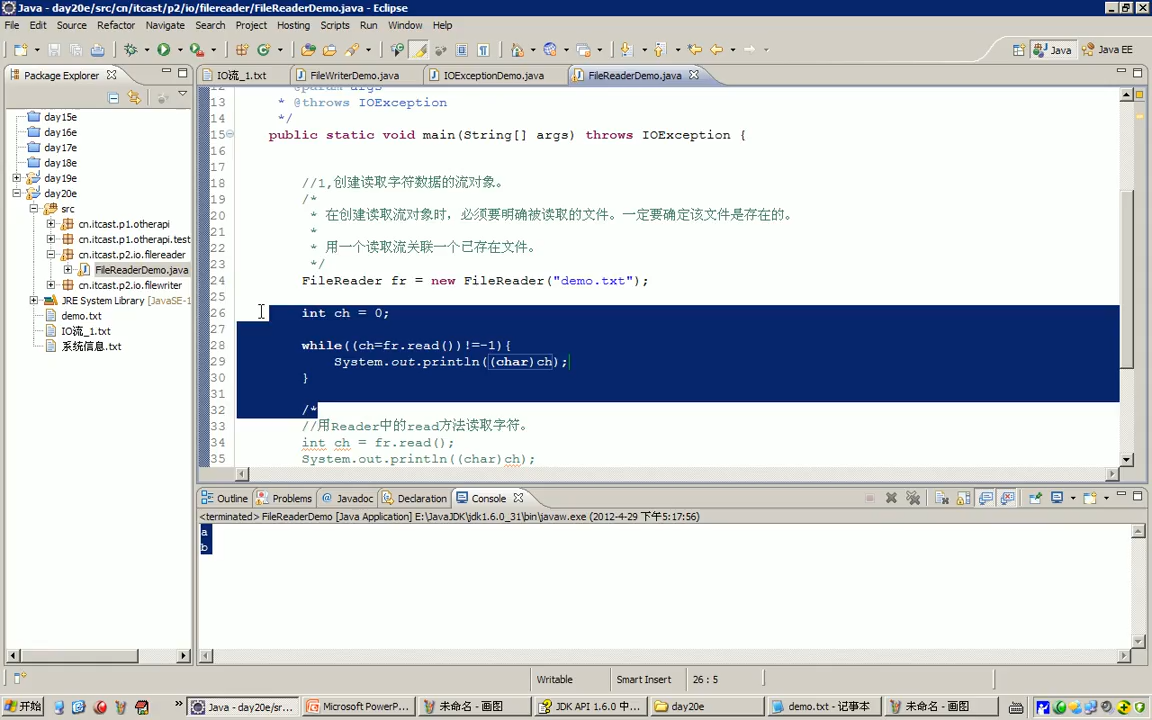 Java - day20e/src/cn/itcast/p2/io/filereader/FileReaderDemo.java - Eclipse
File Edit Source Refactor Navigate Search Project Hosting Scripts Run Window Help
Java Java EE
Package Explorer
IO流_1.txt FileWriterDemo.java IOExceptionDemo.java FileReaderDemo.java
day15e
day16e
day17e
day18e
day19e
day20e
src
cn.itcast.p1.otherapi
cn.itcast.p1.otherapi.test
cn.itcast.p2.io.filereader
FileReaderDemo.java
cn.itcast.p2.io.filewriter
JRE System Library [JavaSE-1
demo.txt
IO流_1.txt
系统信息.txt
12 * @param args
13 * @throws IOException
14 */
15 public static void main(String[] args) throws IOException {
16
17
18 //1,创建读取字符数据的流对象。
19 /*
20 * 在创建读取流对象时，必须要明确被读取的文件。一定要确定该文件是存在的。
21 *
22 * 用一个读取流关联一个已存在文件。
23 */
24 FileReader fr = new FileReader("demo.txt");
25
26 int ch = 0;
27
28 while((ch=fr.read())!=-1){
29 System.out.println((char)ch);
30 }
31
32 /*
33 //用Reader中的read方法读取字符。
34 int ch = fr.read();
35 System.out.println((char)ch);
Outline Problems @ Javadoc Declaration Console
<terminated> FileReaderDemo [Java Application] E:\JavaJDK\jdk1.6.0_31\bin\javaw.exe (2012-4-29 下午5:17:56)
a
b
Writable Smart Insert 26 : 5
开始 Java - day20e/sr... Microsoft PowerP... 未命名 - 画图 JDK API 1.6.0 中... day20e demo.txt - 记事本 未命名 - 画图